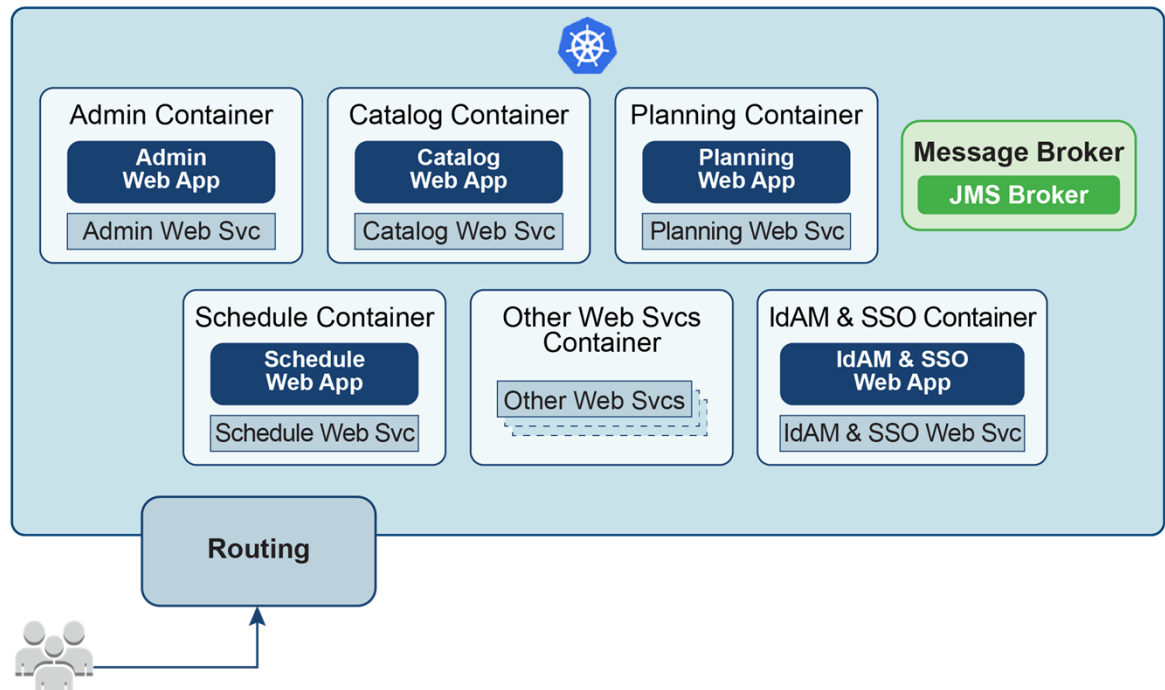 Admin Container
Admin
Web App
Admin Web Svc
Catalog Container
Catalog
Web App
Catalog Web Svc
Planning Container
Planning
Web App
Planning Web Svc
Message Broker
JMS Broker
Schedule Container
Schedule
Web App
Schedule Web Svc
Other Web Svcs
Container
Other Web Svcs
IdAM & SSO Container
IdAM & SSO
Web App
IdAM & SSO Web Svc
Routing